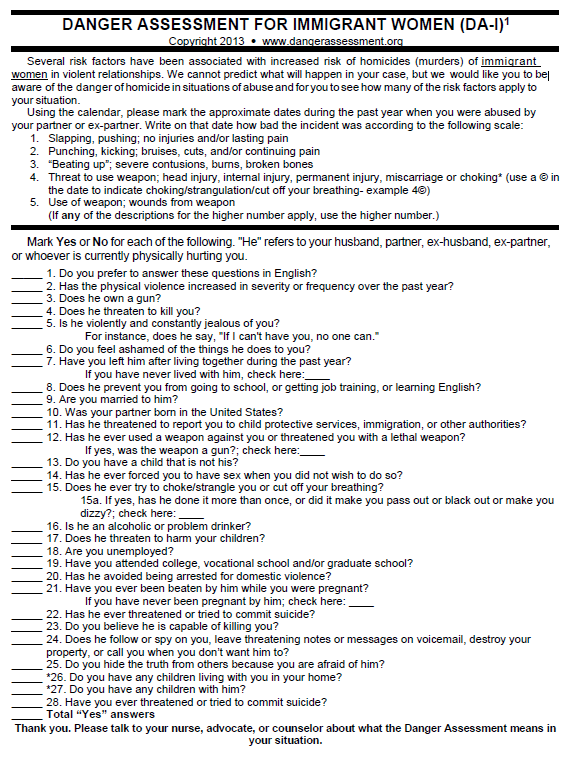 DANGER ASSESSMENT FOR IMMIGRANT WOMEN (DA-I)1
Copyright 2013 • www.dangerassessment.org
Several risk factors have been associated with increased risk of homicides (murders) of immigrant
women in violent relationships. We cannot predict what will happen in your case, but we would like you to be
aware of the danger of homicide in situations of abuse and for you to see how many of the risk factors apply to
your situation.
Using the calendar, please mark the approximate dates during the past year when you were abused by
your partner or ex-partner. Write on that date how bad the incident was according to the following scale:
1. Slapping, pushing; no injuries and/or lasting pain
2. Punching, kicking; bruises, cuts, and/or continuing pain
3. “Beating up”; severe contusions, burns, broken bones
4. Threat to use weapon; head injury, internal injury, permanent injury, miscarriage or choking* (use a © in
the date to indicate choking/strangulation/cut off your breathing- example 4©)
5. Use of weapon; wounds from weapon
(If any of the descriptions for the higher number apply, use the higher number.)
Mark Yes or No for each of the following. "He" refers to your husband, partner, ex-husband, ex-partner,
or whoever is currently physically hurting you.
_____ 1. Do you prefer to answer these questions in English?
_____ 2. Has the physical violence increased in severity or frequency over the past year?
_____ 3. Does he own a gun?
_____ 4. Does he threaten to kill you?
_____ 5. Is he violently and constantly jealous of you?
For instance, does he say, "If I can't have you, no one can."
_____ 6. Do you feel ashamed of the things he does to you?
_____ 7. Have you left him after living together during the past year?
If you have never lived with him, check here:____
_____ 8. Does he prevent you from going to school, or getting job training, or learning English?
_____ 9. Are you married to him?
_____ 10. Was your partner born in the United States?
_____ 11. Has he threatened to report you to child protective services, immigration, or other authorities?
_____ 12. Has he ever used a weapon against you or threatened you with a lethal weapon?
If yes, was the weapon a gun?; check here:____
_____ 13. Do you have a child that is not his?
_____ 14. Has he ever forced you to have sex when you did not wish to do so?
_____ 15. Does he ever try to choke/strangle you or cut off your breathing?
15a. If yes, has he done it more than once, or did it make you pass out or black out or make you
dizzy?; check here: ____
_____ 16. Is he an alcoholic or problem drinker?
_____ 17. Does he threaten to harm your children?
_____ 18. Are you unemployed?
_____ 19. Have you attended college, vocational school and/or graduate school?
_____ 20. Has he avoided being arrested for domestic violence?
_____ 21. Have you ever been beaten by him while you were pregnant?
If you have never been pregnant by him; check here: ____
_____ 22. Has he ever threatened or tried to commit suicide?
_____ 23. Do you believe he is capable of killing you?
_____ 24. Does he follow or spy on you, leave threatening notes or messages on voicemail, destroy your
property, or call you when you don’t want him to?
_____ 25. Do you hide the truth from others because you are afraid of him?
_____ *26. Do you have any children living with you in your home?
_____ *27. Do you have any children with him?
_____ 28. Have you ever threatened or tried to commit suicide?
_____ Total “Yes” answers
Thank you. Please talk to your nurse, advocate, or counselor about what the Danger Assessment means in
your situation.